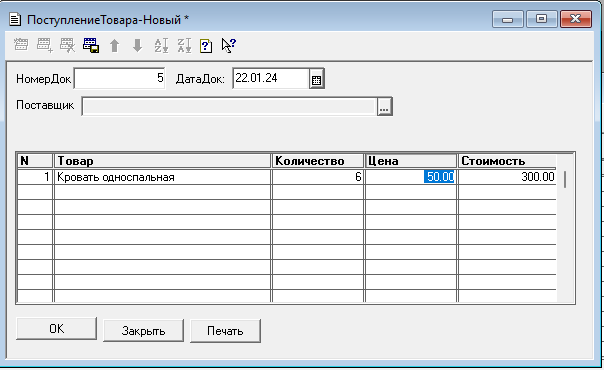 ПоступлениеТовара-Новый *
НомерДок 5 ДатаДок: 22.01.24
Поставщик ...
N Товар Количество Цена Стоимость
1 Кровать односпальная 6 50.00 300.00
OK Закрыть Печать